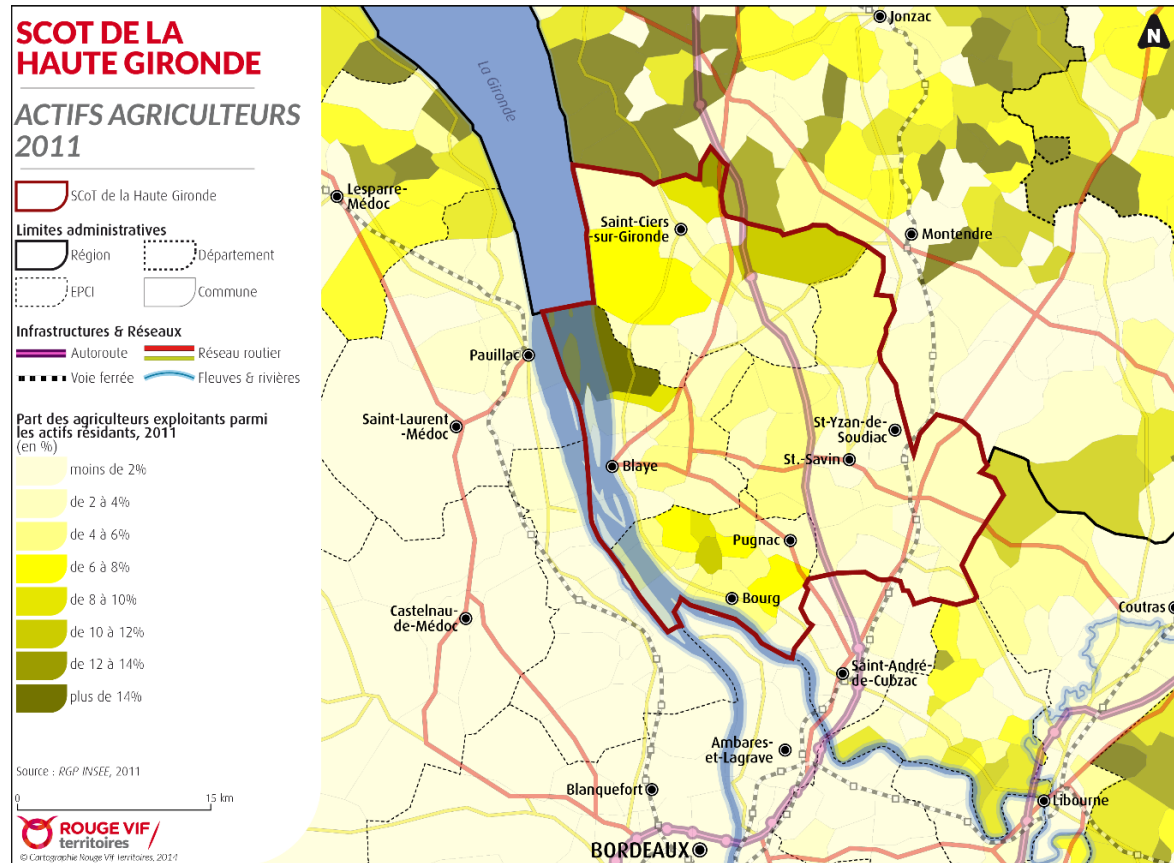 SCOT DE LA
HAUTE GIRONDE
ACTIFS AGRICULTEURS
2011
SCoT de la Haute Gironde
Limites administratives
Région
Département
EPCI
Commune
Infrastructures & Réseaux
Autoroute
Réseau routier
Voie ferrée
Fleuves & rivières
Part des agriculteurs exploitants parmi
les actifs résidants, 2011
(en %)
moins de 2%
de 2 à 4%
de 4 à 6%
de 6 à 8%
de 8 à 10%
de 10 à 12%
de 12 à 14%
plus de 14%
Source : RGP INSEE, 2011
0 15 km
ROUGE VIF/
territoires
© Cartographie Rouge Vif Territoires, 2014
N
La Gironde
Jonzac
Lesparre-
Médoc
Saint-Ciers
-sur-Gironde
Montendre
Pauillac
Saint-Laurent
-Médoc
St-Yzan-de-
Soudiac
St.-Savin
Blaye
Pugnac
Bourg
Castelnau-
de-Médoc
Coutras
Saint-André-
de-Cubzac
Ambares-
et-Lagrave
Blanquefort
Libourne
BORDEAUX